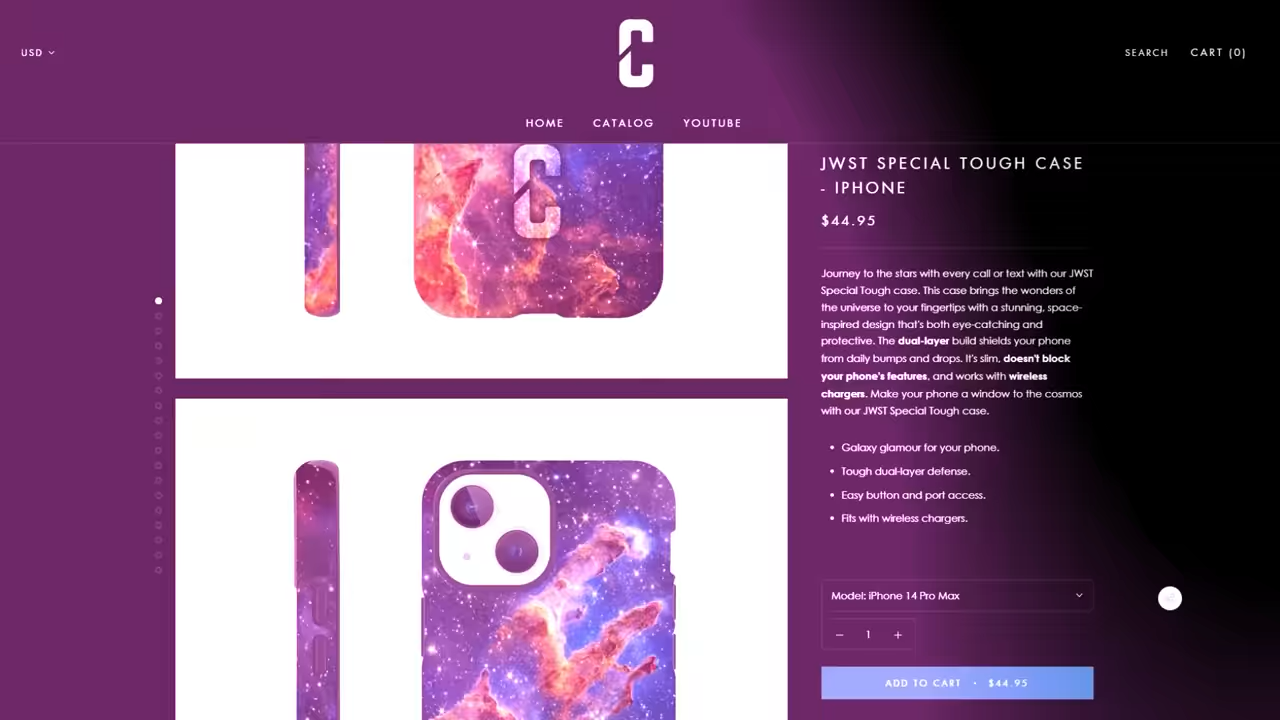 USD
C
SEARCH
CART (0)
HOME
CATALOG
YOUTUBE
C
JWST SPECIAL TOUGH CASE
- IPHONE
$44.95
Journey to the stars with every call or text with our JWST
Special Tough case. This case brings the wonders of
the universe to your fingertips with a stunning, space-
inspired design that's both eye-catching and
protective. The dual-layer build shields your phone
from daily bumps and drops. It's slim, doesn't block
your phone's features, and works with wireless
chargers. Make your phone a window to the cosmos
with our JWST Special Tough case.
• Galaxy glamour for your phone.
• Tough dual-layer defense.
• Easy button and port access.
• Fits with wireless chargers.
Model: iPhone 14 Pro Max
− 1 +
ADD TO CART · $44.95